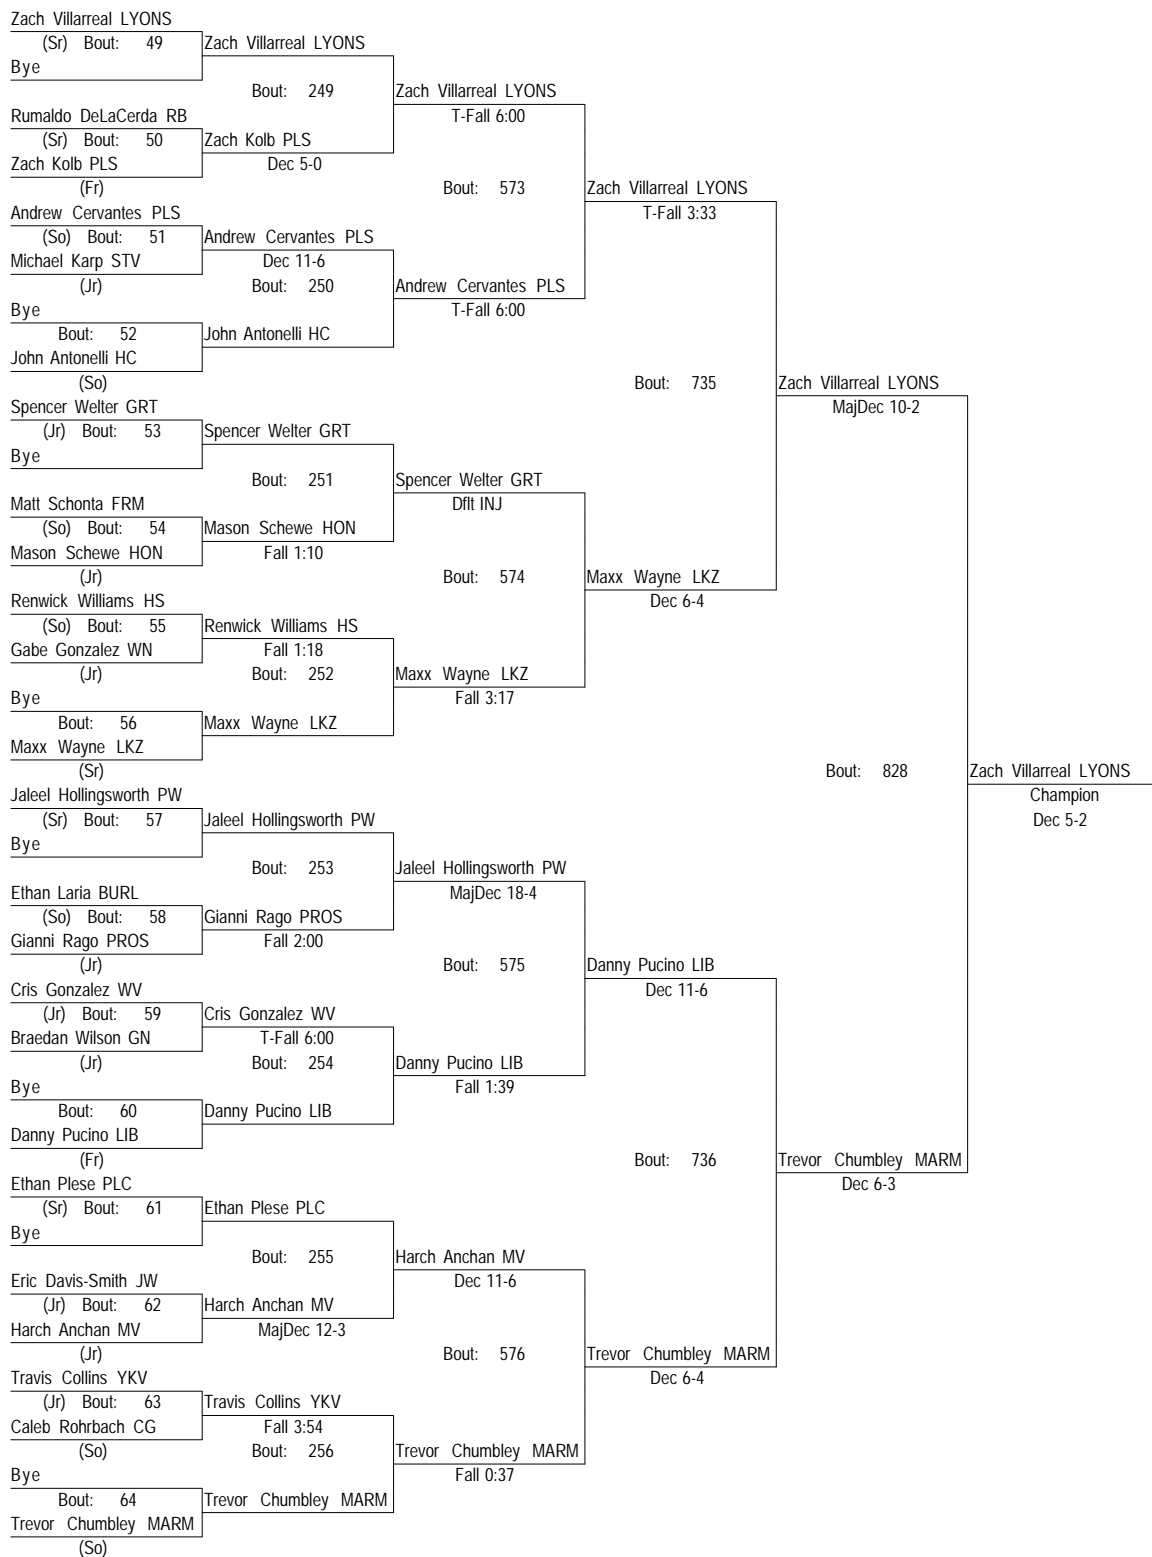 Zach Villarreal LYONS
(Sr) Bout: 49 Zach Villarreal LYONS
Bye
Bout: 249 Zach Villarreal LYONS
T-Fall 6:00
Rumaldo DeLaCerda RB
(Sr) Bout: 50 Zach Kolb PLS
Zach Kolb PLS Dec 5-0
(Fr) Bout: 573 Zach Villarreal LYONS
T-Fall 3:33
Andrew Cervantes PLS
(So) Bout: 51 Andrew Cervantes PLS
Michael Karp STV Dec 11-6
(Jr) Bout: 250 Andrew Cervantes PLS
Bye T-Fall 6:00
Bout: 52 John Antonelli HC
John Antonelli HC
(So) Bout: 735 Zach Villarreal LYONS
Spencer Welter GRT MajDec 10-2
(Jr) Bout: 53 Spencer Welter GRT
Bye
Bout: 251 Spencer Welter GRT
Matt Schonta FRM Dflt INJ
(So) Bout: 54 Mason Schewe HON
Mason Schewe HON Fall 1:10
(Jr) Bout: 574 Maxx Wayne LKZ
Renwick Williams HS Dec 6-4
(So) Bout: 55 Renwick Williams HS
Gabe Gonzalez WN Fall 1:18
(Jr) Bout: 252 Maxx Wayne LKZ
Bye Fall 3:17
Bout: 56 Maxx Wayne LKZ
Maxx Wayne LKZ
(Sr) Bout: 828 Zach Villarreal LYONS
Jaleel Hollingsworth PW Champion
(Sr) Bout: 57 Jaleel Hollingsworth PW Dec 5-2
Bye
Bout: 253 Jaleel Hollingsworth PW
Ethan Laria BURL MajDec 18-4
(So) Bout: 58 Gianni Rago PROS
Gianni Rago PROS Fall 2:00
(Jr) Bout: 575 Danny Pucino LIB
Cris Gonzalez WV Dec 11-6
(Jr) Bout: 59 Cris Gonzalez WV
Braedan Wilson GN T-Fall 6:00
(Jr) Bout: 254 Danny Pucino LIB
Bye Fall 1:39
Bout: 60 Danny Pucino LIB
Danny Pucino LIB
(Fr) Bout: 736 Trevor Chumbley MARM
Ethan Plese PLC Dec 6-3
(Sr) Bout: 61 Ethan Plese PLC
Bye
Bout: 255 Harch Anchan MV
Eric Davis-Smith JW Dec 11-6
(Jr) Bout: 62 Harch Anchan MV
Harch Anchan MV MajDec 12-3
(Jr) Bout: 576 Trevor Chumbley MARM
Travis Collins YKV Dec 6-4
(Jr) Bout: 63 Travis Collins YKV
Caleb Rohrbach CG Fall 3:54
(So) Bout: 256 Trevor Chumbley MARM
Bye Fall 0:37
Bout: 64 Trevor Chumbley MARM
Trevor Chumbley MARM
(So)